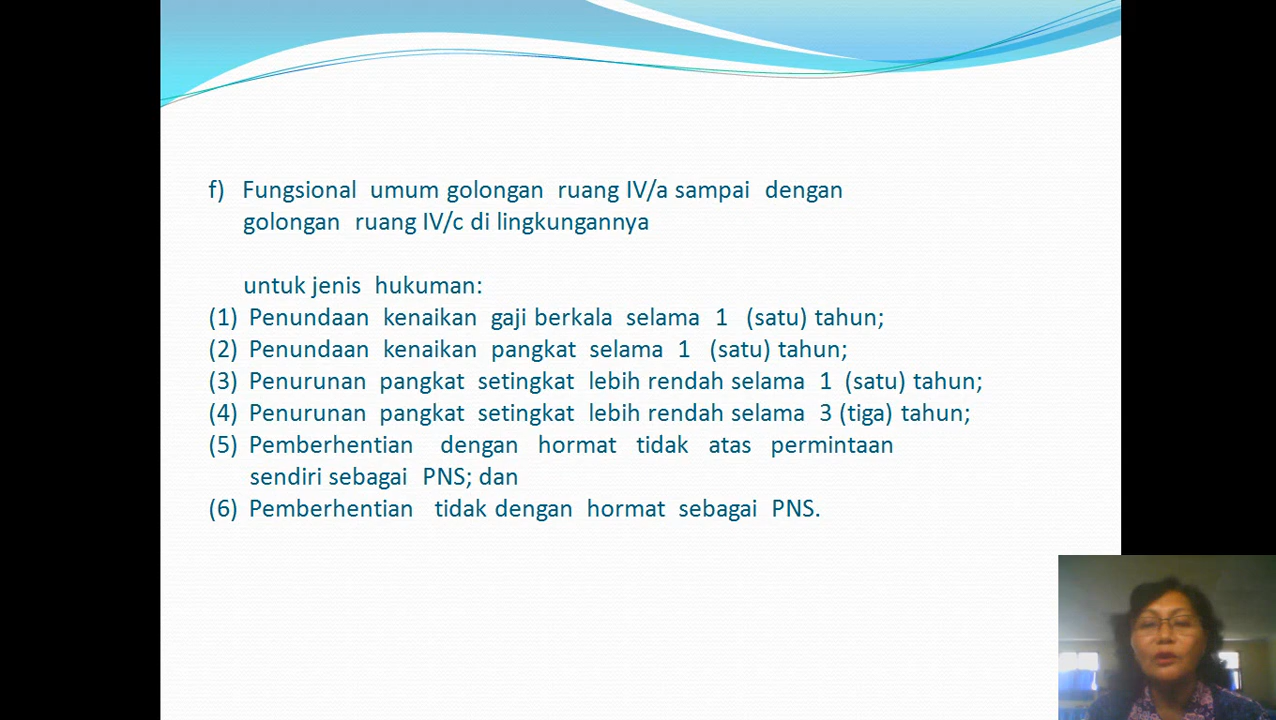 f) Fungsional umum golongan ruang IV/a sampai dengan
golongan ruang IV/c di lingkungannya
untuk jenis hukuman:
(1) Penundaan kenaikan gaji berkala selama 1 (satu) tahun;
(2) Penundaan kenaikan pangkat selama 1 (satu) tahun;
(3) Penurunan pangkat setingkat lebih rendah selama 1 (satu) tahun;
(4) Penurunan pangkat setingkat lebih rendah selama 3 (tiga) tahun;
(5) Pemberhentian dengan hormat tidak atas permintaan
sendiri sebagai PNS; dan
(6) Pemberhentian tidak dengan hormat sebagai PNS.